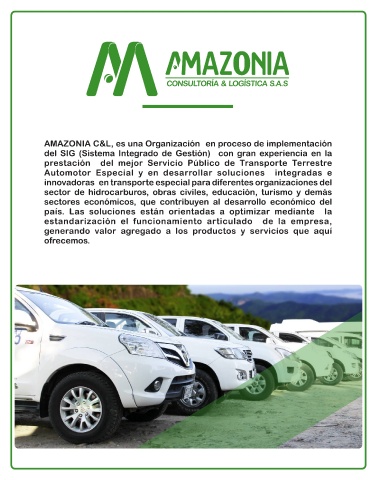 AMAZONIA
CONSULTORÍA & LOGÍSTICA S.A.S
AMAZONIA C&L, es una Organización en proceso de implementación
del SIG (Sistema Integrado de Gestión) con gran experiencia en la
prestación del mejor Servicio Público de Transporte Terrestre
Automotor Especial y en desarrollar soluciones integradas e
innovadoras en transporte especial para diferentes organizaciones del
sector de hidrocarburos, obras civiles, educación, turismo y demás
sectores económicos, que contribuyen al desarrollo económico del
país. Las soluciones están orientadas a optimizar mediante la
estandarización el funcionamiento articulado de la empresa,
generando valor agregado a los productos y servicios que aquí
ofrecemos.